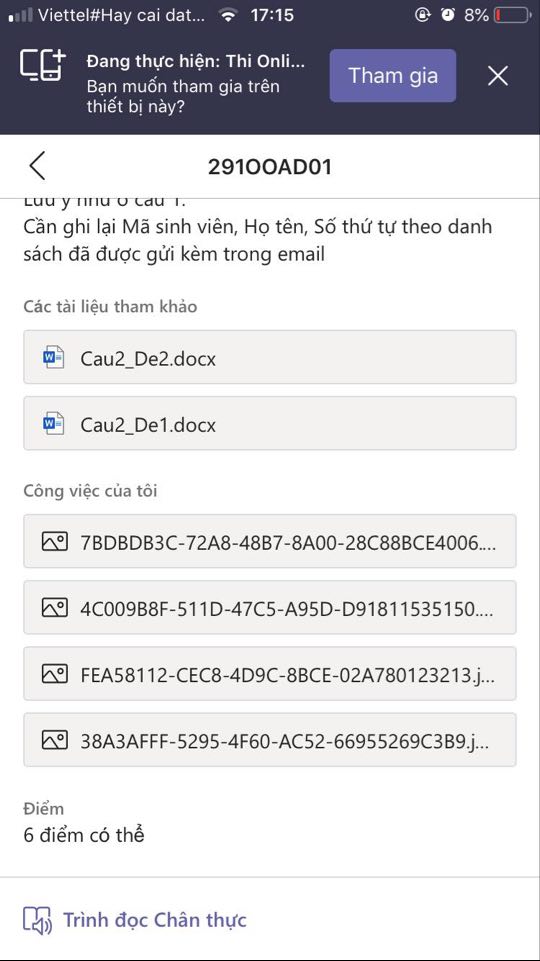 Viettel#Hay cai dat...
17:15
8%
Đang thực hiện: Thi Onli...
Bạn muốn tham gia trên
thiết bị này?
Tham gia
291OOAD01
Lưu ý như ở câu 1.
Cần ghi lại Mã sinh viên, Họ tên, Số thứ tự theo danh
sách đã được gửi kèm trong email
Các tài liệu tham khảo
Cau2_De2.docx
Cau2_De1.docx
Công việc của tôi
7BDBDB3C-72A8-48B7-8A00-28C88BCE4006....
4C009B8F-511D-47C5-A95D-D91811535150....
FEA58112-CEC8-4D9C-8BCE-02A780123213.j...
38A3AFFF-5295-4F60-AC52-66955269C3B9.j...
Điểm
6 điểm có thể
Trình đọc Chân thực